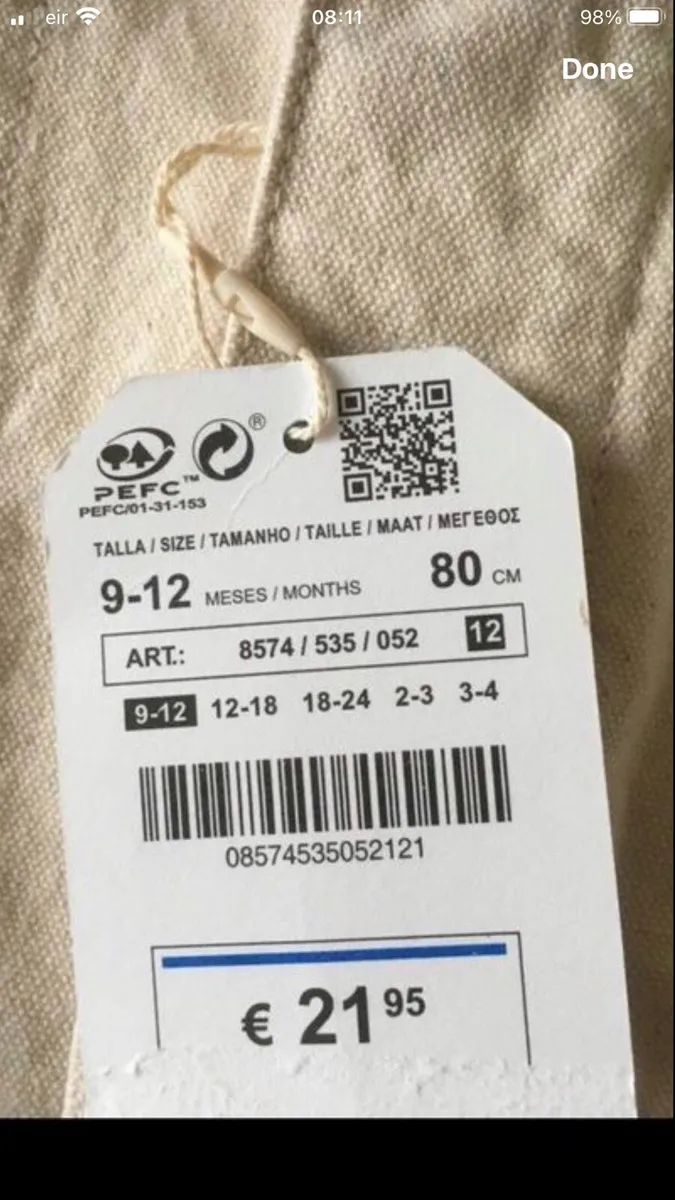 eir 08:11 98%
Done
®
PEFC™
PEFC/01-31-153
TALLA / SIZE / TAMANHO / TAILLE / MAAT / ΜΕΓΕΘΟΣ
9-12 MESES / MONTHS 80 CM
ART.: 8574 / 535 / 052 12
9-12 12-18 18-24 2-3 3-4
08574535052121
€ 21 95